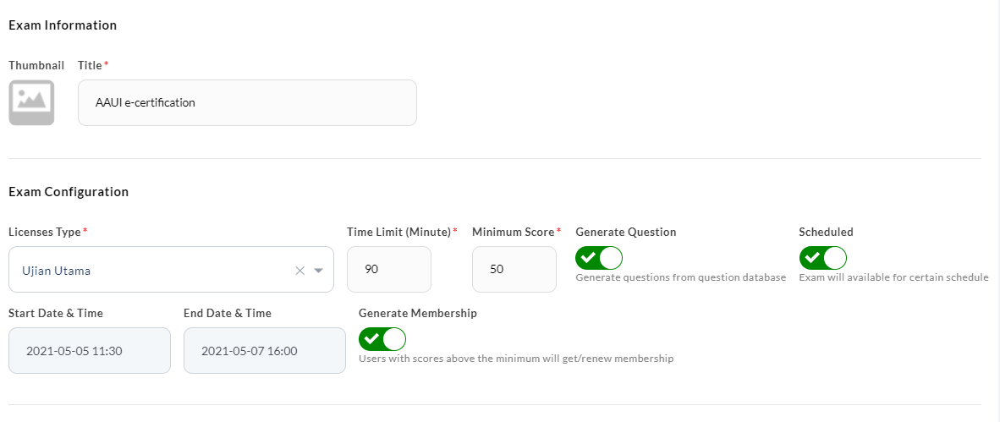 Exam Information
Thumbnail
Title *
AAUI e-certification
Exam Configuration
Licenses Type *
Time Limit (Minute) *
Minimum Score *
Generate Question
Scheduled
Ujian Utama
90
50
Generate questions from question database
Exam will available for certain schedule
Start Date & Time
End Date & Time
Generate Membership
2021-05-05 11:30
2021-05-07 16:00
Users with scores above the minimum will get/renew membership